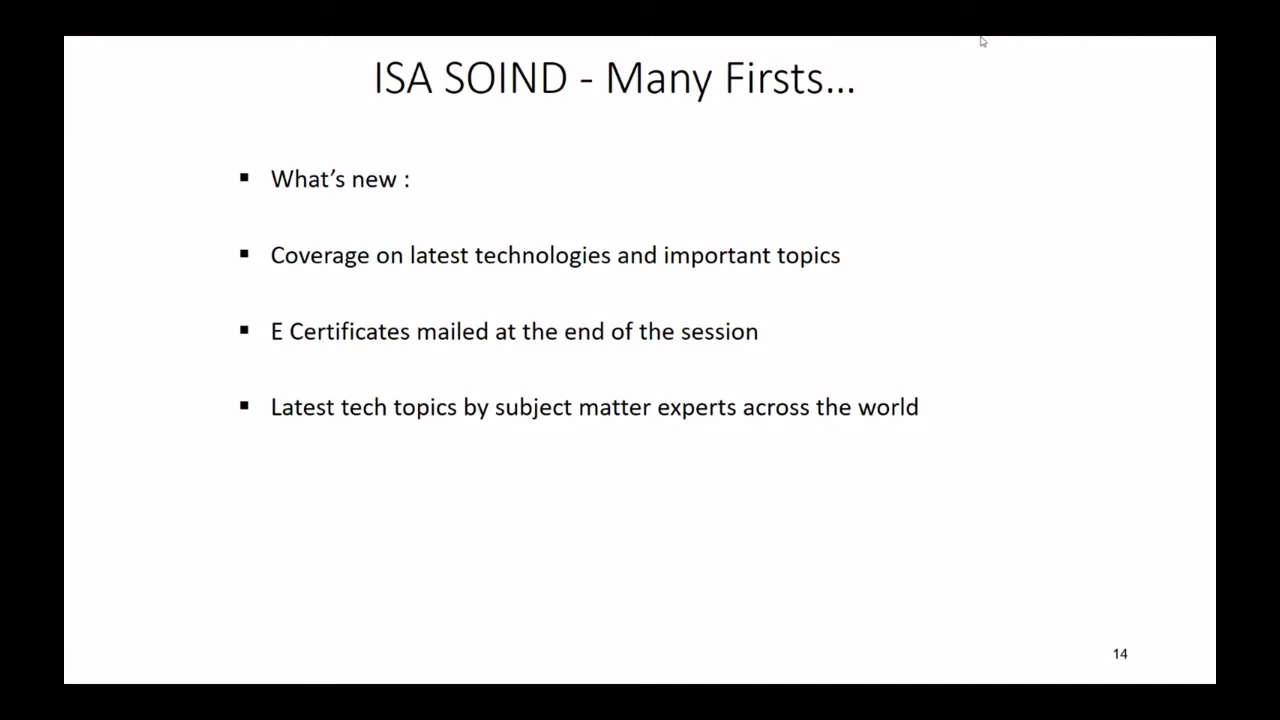 ISA SOIND - Many Firsts...
▪ What's new :
▪ Coverage on latest technologies and important topics
▪ E Certificates mailed at the end of the session
▪ Latest tech topics by subject matter experts across the world
14